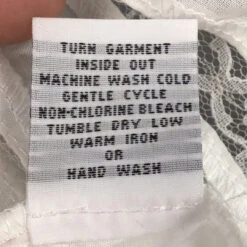 TURN GARMENT
INSIDE OUT
MACHINE WASH COLD
GENTLE CYCLE
NON-CHLORINE BLEACH
TUMBLE DRY LOW
WARM IRON
OR
HAND WASH